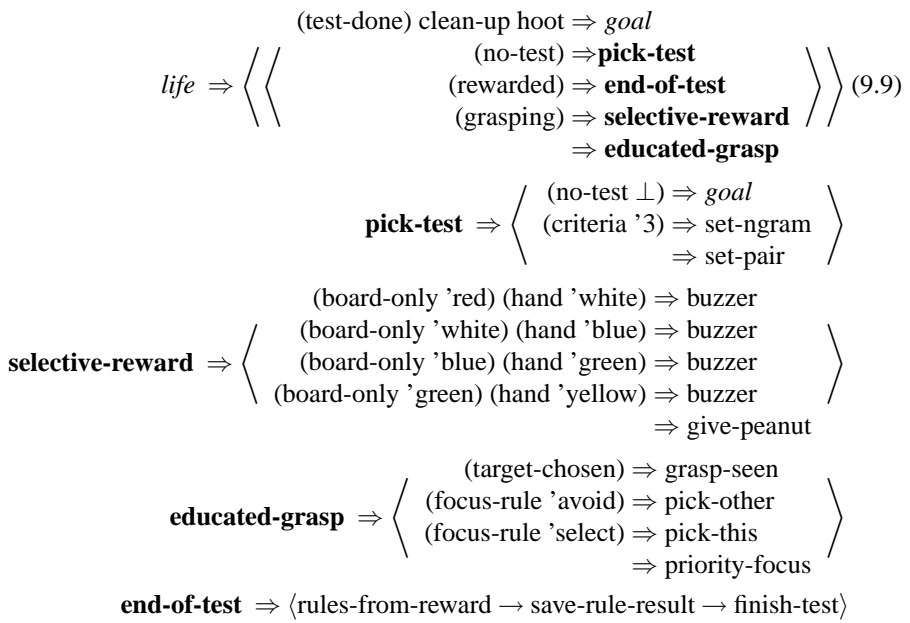 (test-done) clean-up hoot ⇒ goal
(no-test) ⇒pick-test
life ⇒ ⟨⟨ (rewarded) ⇒ end-of-test ⟩⟩ (9.9)
(grasping) ⇒ selective-reward
⇒ educated-grasp
(no-test ⊥) ⇒ goal
pick-test ⇒ ⟨ (criteria ’3) ⇒ set-ngram ⟩
⇒ set-pair
(board-only ’red) (hand ’white) ⇒ buzzer
(board-only ’white) (hand ’blue) ⇒ buzzer
selective-reward ⇒ ⟨ (board-only ’blue) (hand ’green) ⇒ buzzer ⟩
(board-only ’green) (hand ’yellow) ⇒ buzzer
⇒ give-peanut
(target-chosen) ⇒ grasp-seen
educated-grasp ⇒ ⟨ (focus-rule ’avoid) ⇒ pick-other ⟩
(focus-rule ’select) ⇒ pick-this
⇒ priority-focus
end-of-test ⇒ ⟨rules-from-reward → save-rule-result → finish-test⟩